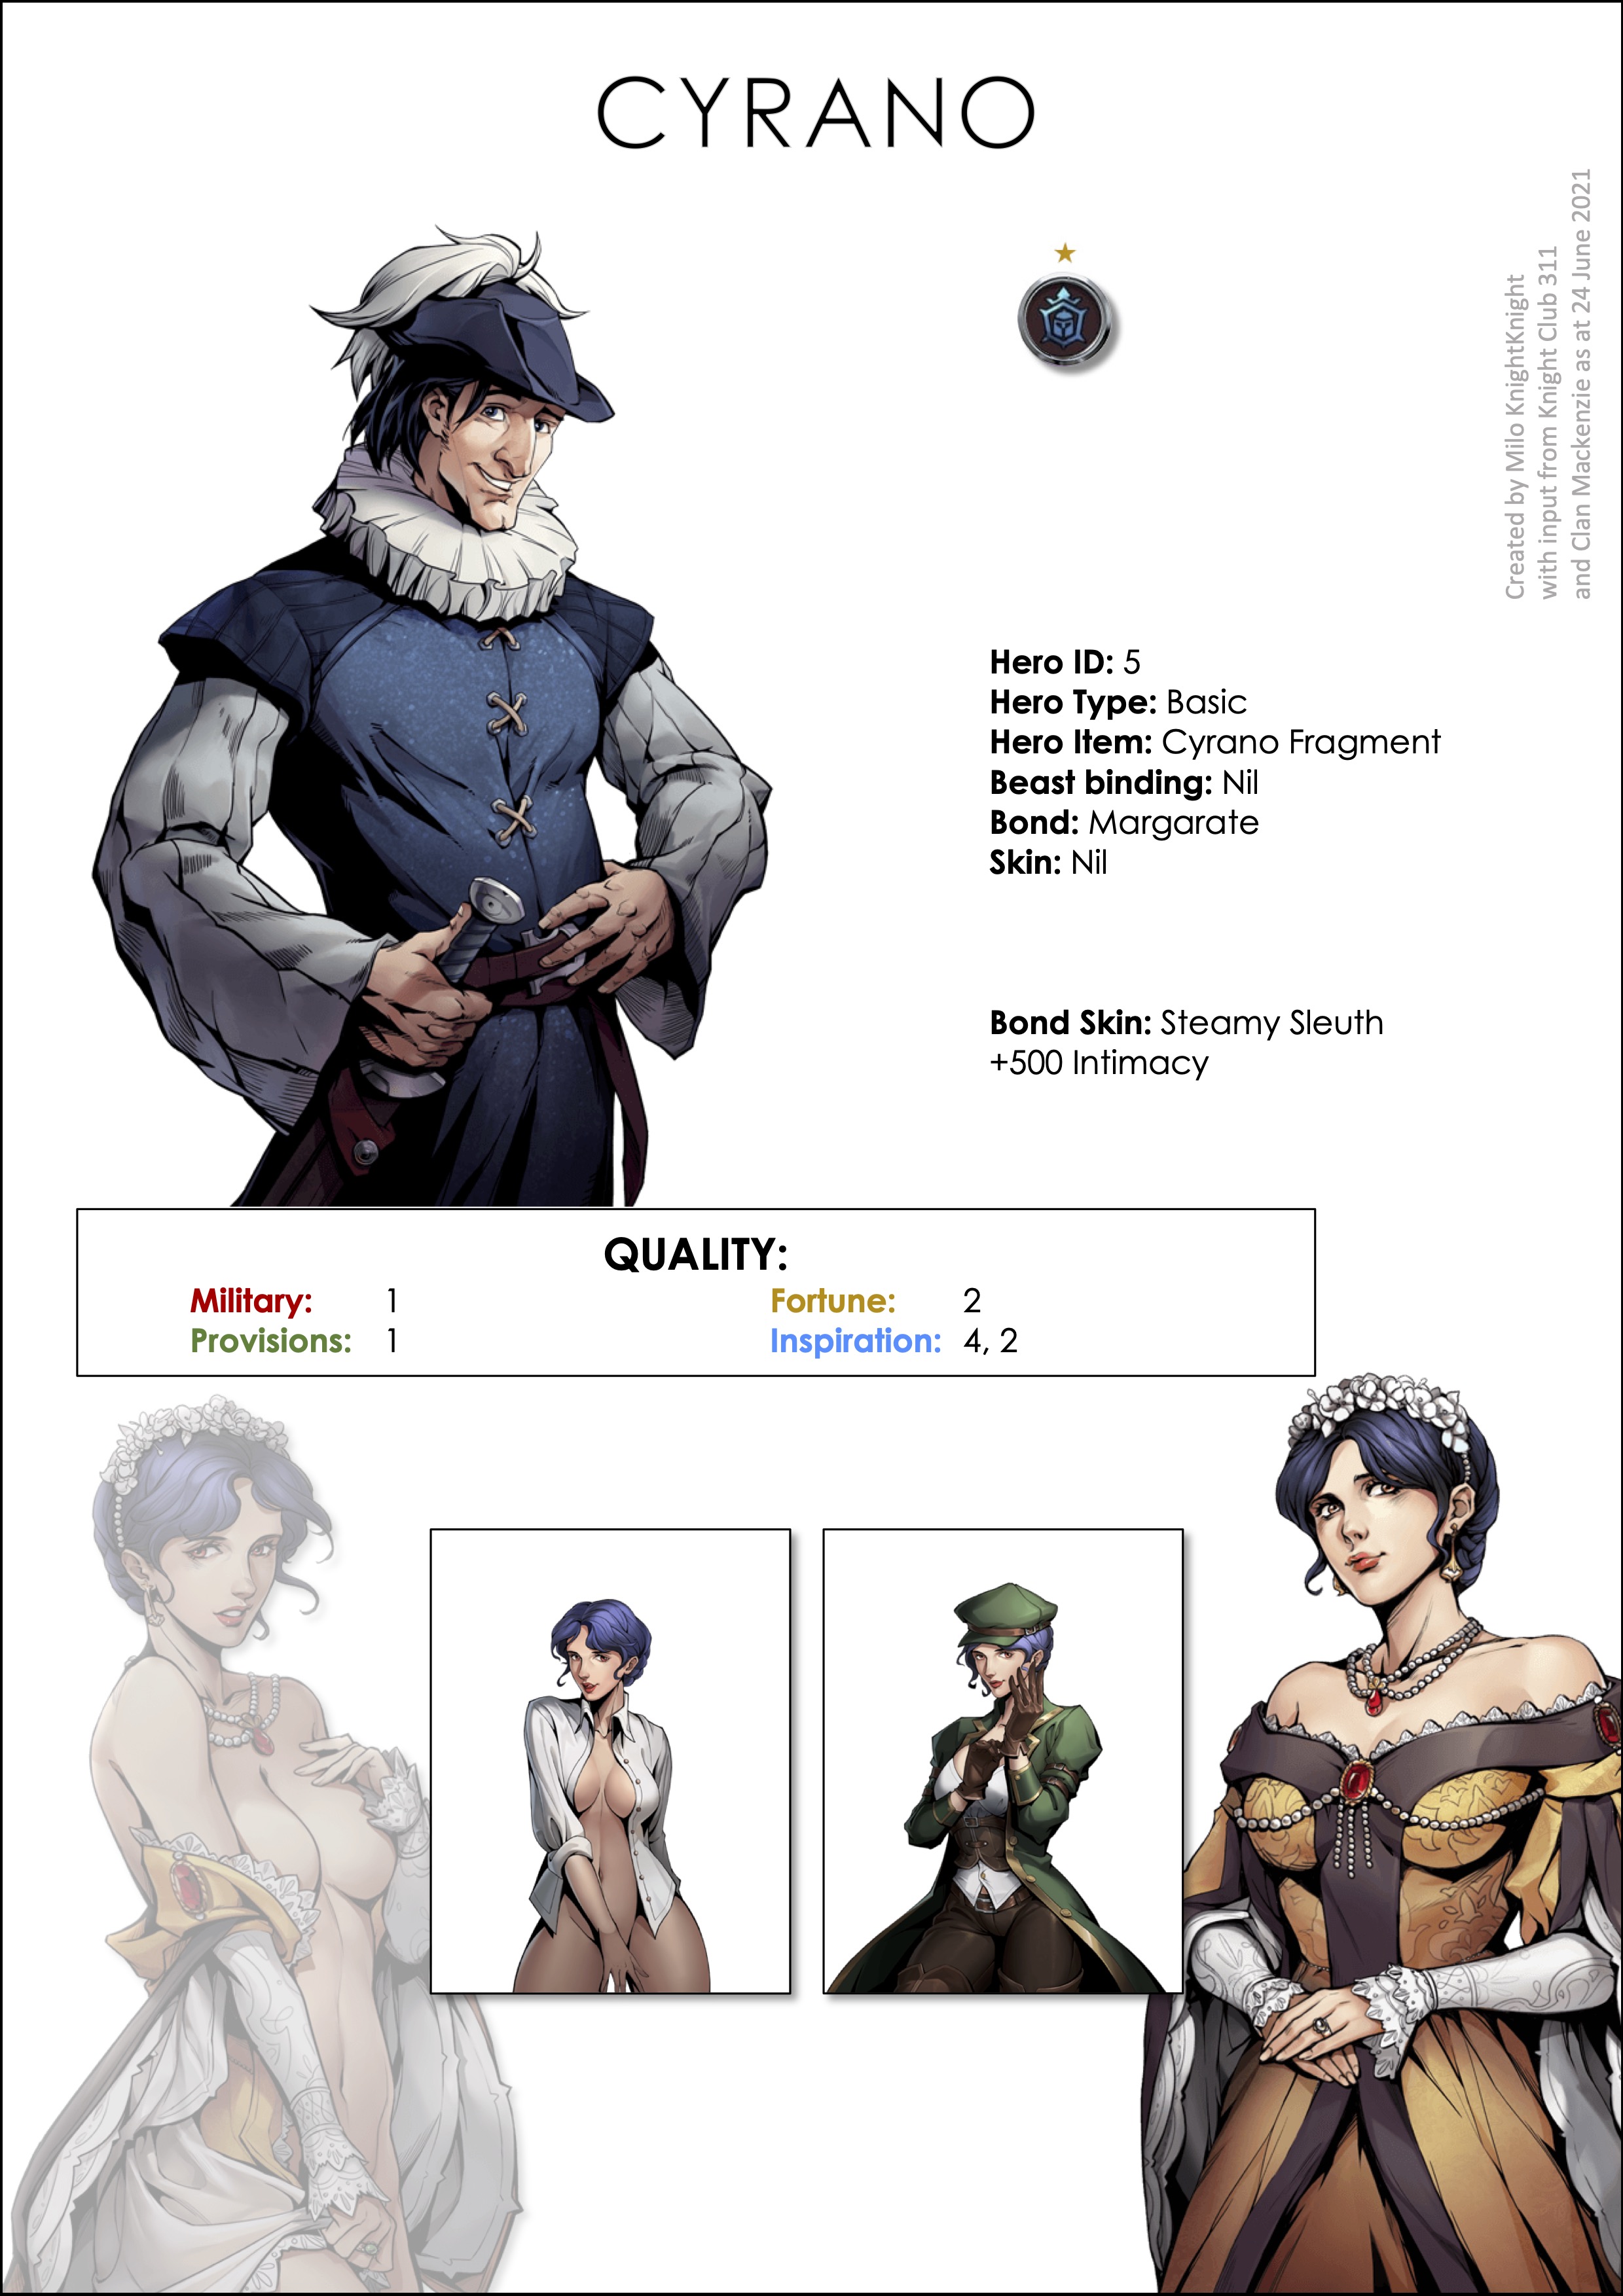 CYRANO
Created by Milo KnightKnight
with input from Knight Club 311
and Clan Mackenzie as at 24 June 2021
Hero ID: 5
Hero Type: Basic
Hero Item: Cyrano Fragment
Beast binding: Nil
Bond: Margarate
Skin: Nil
Bond Skin: Steamy Sleuth
+500 Intimacy
QUALITY:
Military: 1 Fortune: 2
Provisions: 1 Inspiration: 4, 2